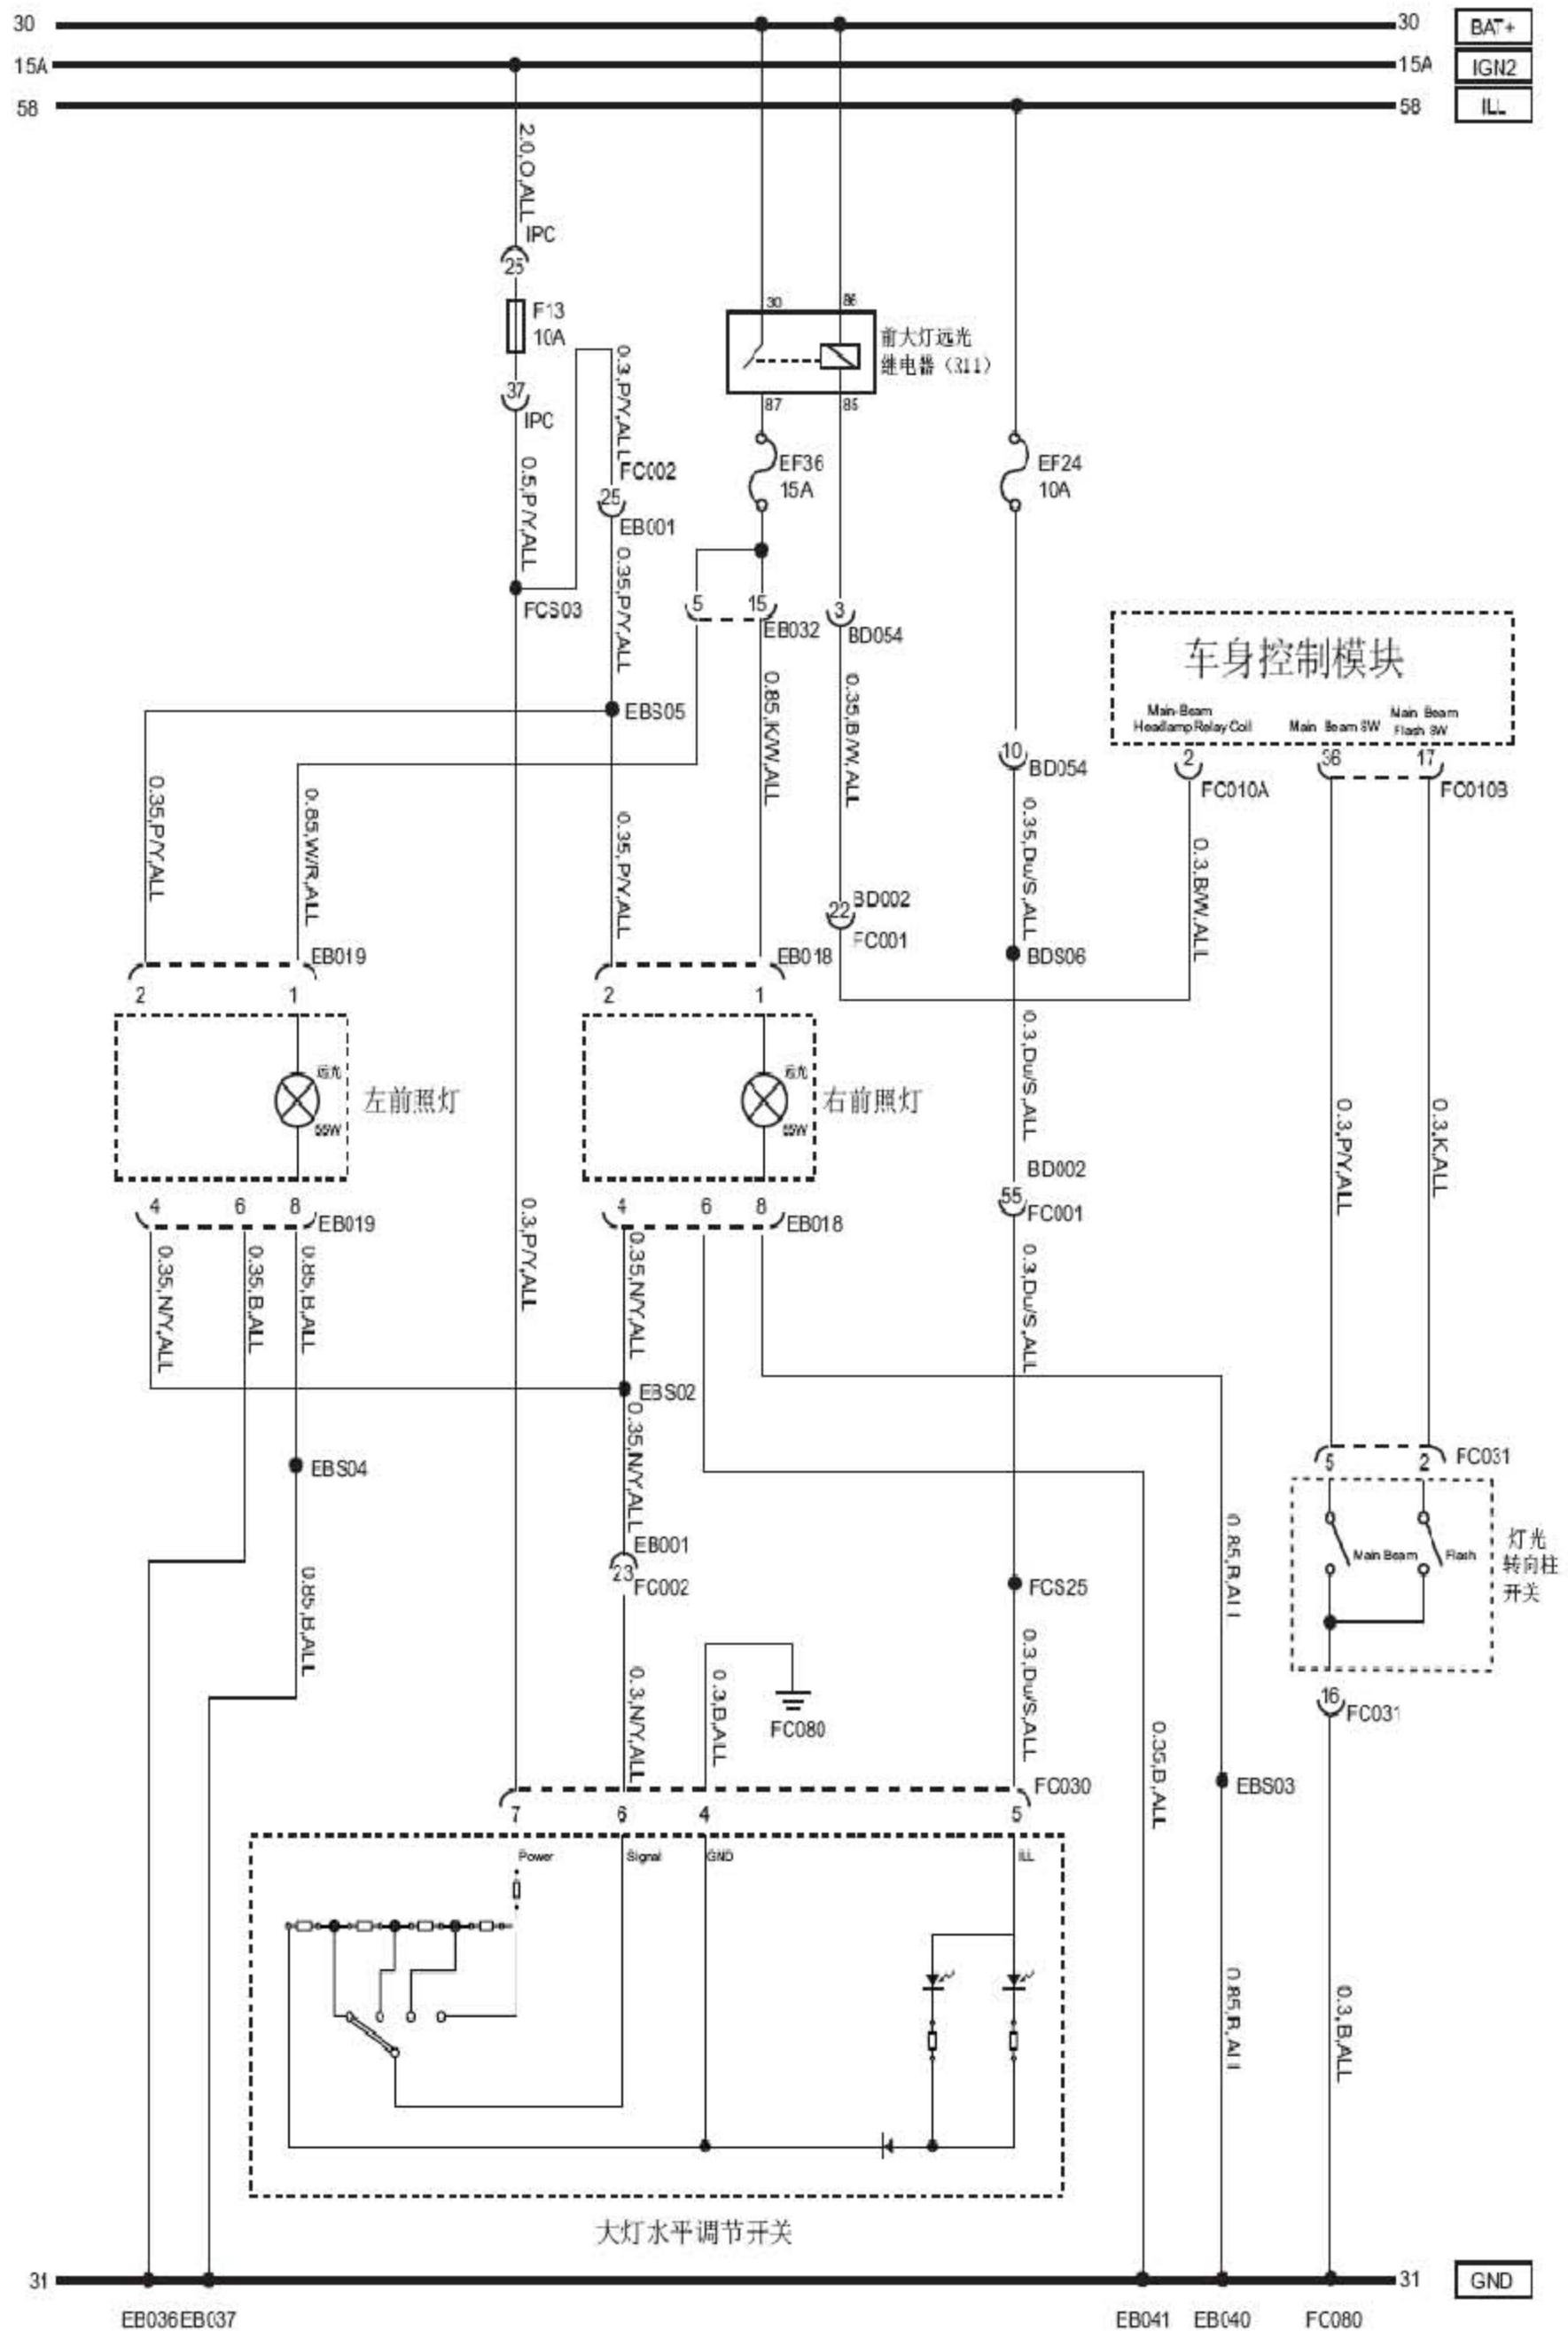 30
30
BAT+
15A
15A
IGN2
58
58
ILL
2.0,O,ALL
IPC
25
F13
10A
37
IPC
0.5,P/Y,ALL
FCS03
0.3,P/Y,ALL
FC002
25
EB001
0.35,P/Y,ALL
30
86
前大灯远光
继电器（R11）
87
85
EF36
15A
EF24
10A
5
15
EB032
3
BD054
0.85,K/W,ALL
0.35,B/W,ALL
EBS05
10
BD054
车身控制模块
Main-Beam
Headlamp Relay Coil
Main Beam SW
Main Beam
Flash SW
2
FC010A
36
17
FC010B
0.35,P/Y,ALL
0.85,W/R,ALL
0.35,P/Y,ALL
0.35,Du/S,ALL
0.3,B/W,ALL
22
BD002
FC001
BDS06
EB019
EB018
2
1
2
1
远光
55W
左前照灯
远光
55W
右前照灯
0.3,Du/S,ALL
0.3,P/Y,ALL
0.3,K,ALL
BD002
55
FC001
4
6
8
EB019
4
6
8
EB018
0.35,N/Y,ALL
0.35,B,ALL
0.85,B,ALL
0.3,P/Y,ALL
0.35,N/Y,ALL
0.3,Du/S,ALL
EBS02
EBS04
0.35,N/Y,ALL
5
2
FC031
Main Beam
Flash
灯光
转向柱
开关
EB001
23
FC002
FCS25
0.85,B,ALL
0.85,B,ALL
0.3,N/Y,ALL
0.3,B,ALL
FC080
0.3,Du/S,ALL
16
FC031
0.35,B,ALL
EBS03
FC030
7
6
4
5
Power
Signal
GND
ILL
0.85,B,ALL
0.3,B,ALL
大灯水平调节开关
31
31
GND
EB036
EB037
EB041
EB040
FC080